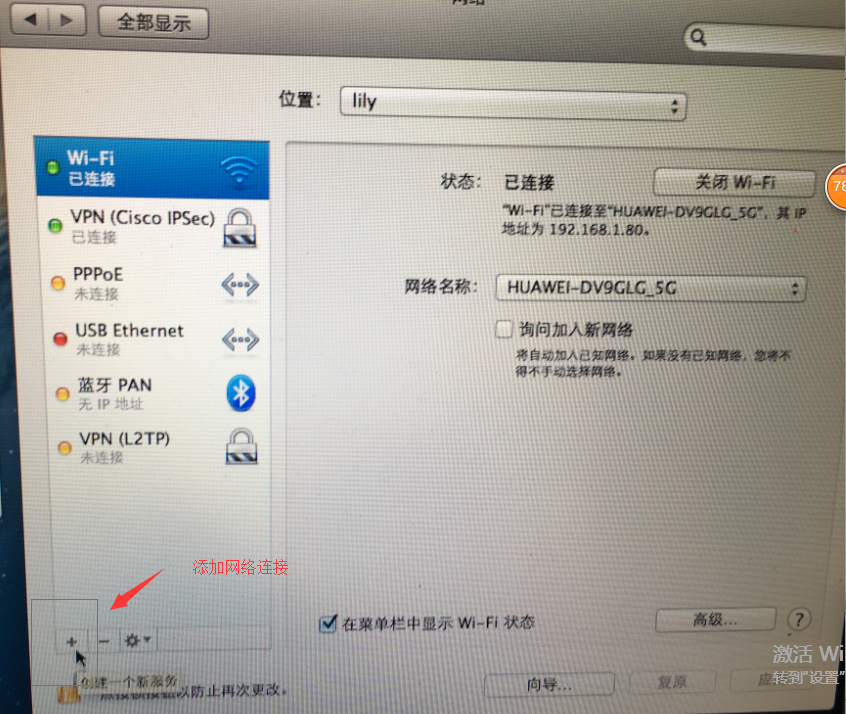 全部显示
位置： lily
Wi-Fi
已连接
VPN (Cisco IPSec)
已连接
PPPoE
未连接
USB Ethernet
未连接
蓝牙 PAN
无 IP 地址
VPN (L2TP)
未连接
状态： 已连接 关闭 Wi-Fi
“Wi-Fi”已连接至“HUAWEI-DV9GLG_5G”，其 IP
地址为 192.168.1.80。
网络名称： HUAWEI-DV9GLG_5G
询问加入新网络
将自动加入已知网络。如果没有已知网络，您将不
得不手动选择网络。
添加网络连接
在菜单栏中显示 Wi-Fi 状态
高级... ?
创建一个新服务
以防止再次更改。
向导... 复原
激活 Wi
转到“设置”
78